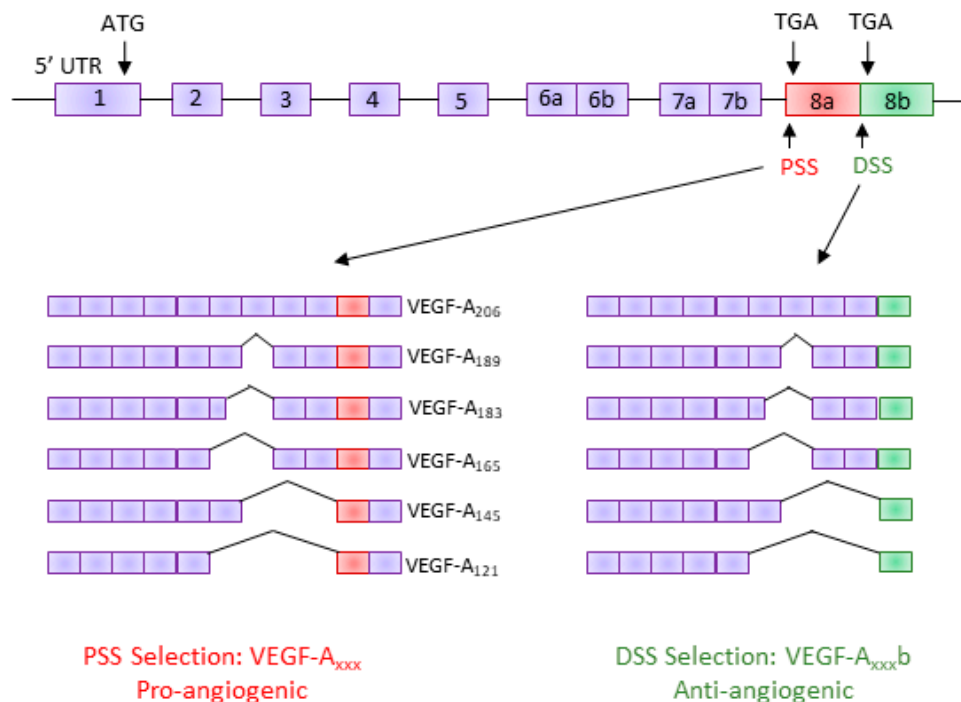 ATG
TGA
TGA
5' UTR
1
2
3
4
5
6a
6b
7a
7b
8a
8b
PSS
DSS
VEGF-A₂₀₆
VEGF-A₁₈₉
VEGF-A₁₈₃
VEGF-A₁₆₅
VEGF-A₁₄₅
VEGF-A₁₂₁
PSS Selection: VEGF-Aₓₓₓ
Pro-angiogenic
DSS Selection: VEGF-Aₓₓₓb
Anti-angiogenic